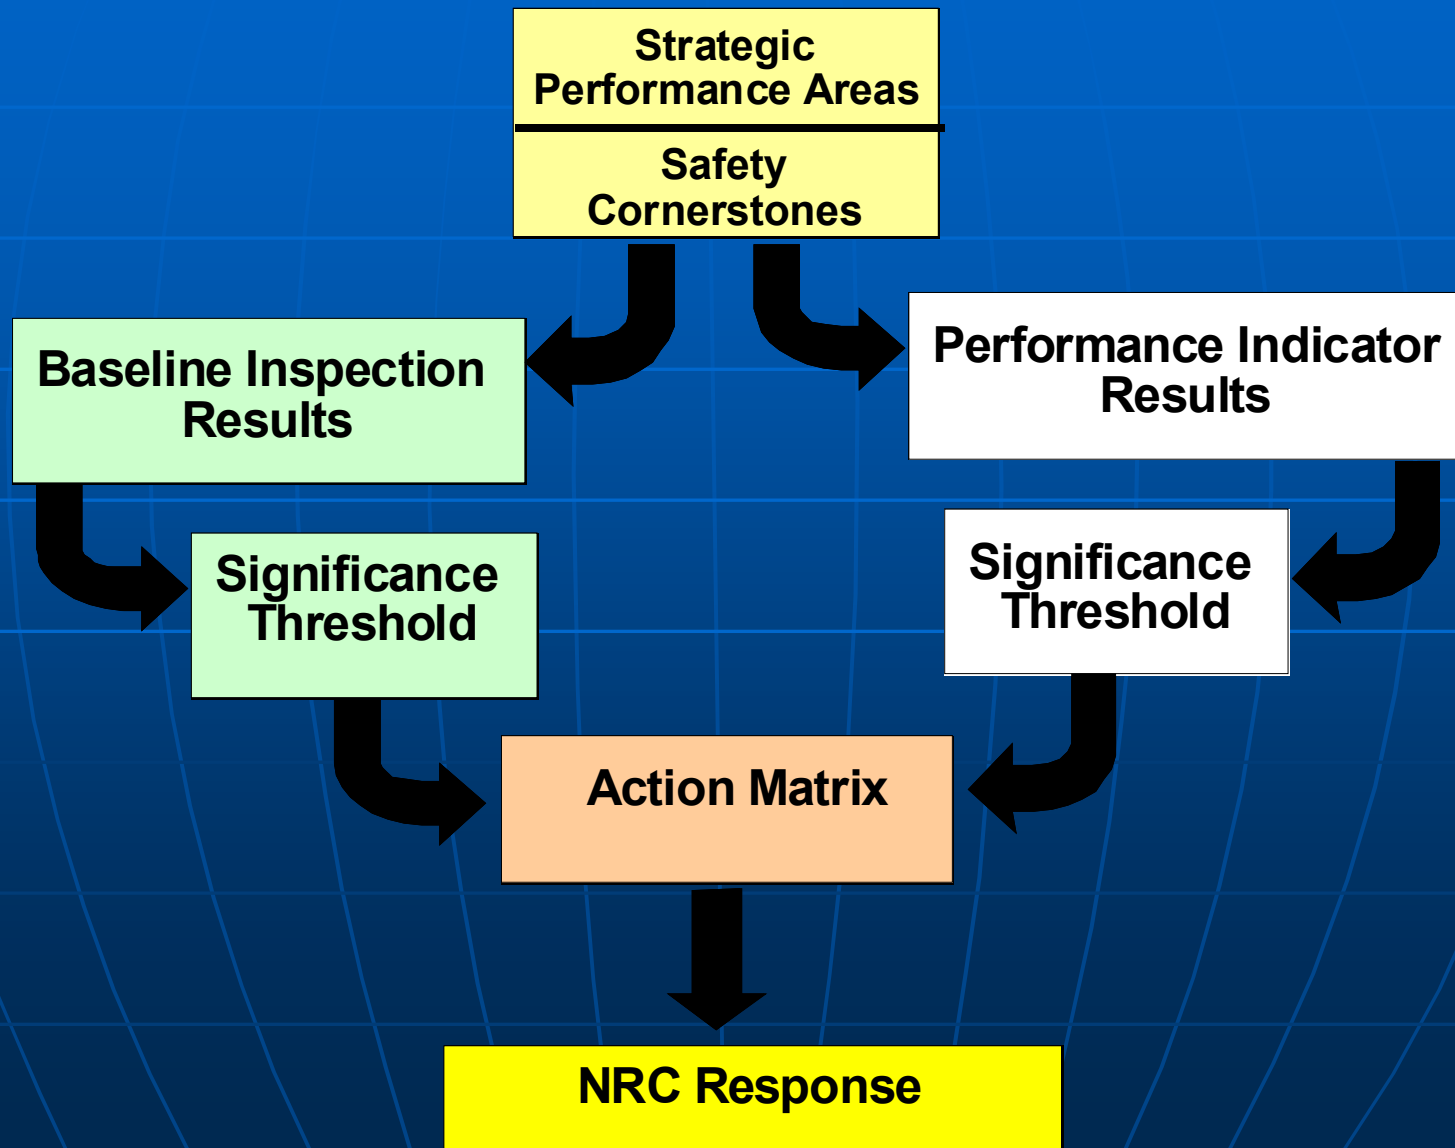 Strategic
Performance Areas
Safety
Cornerstones
Baseline Inspection
Results
Performance Indicator
Results
Significance
Threshold
Significance
Threshold
Action Matrix
NRC Response